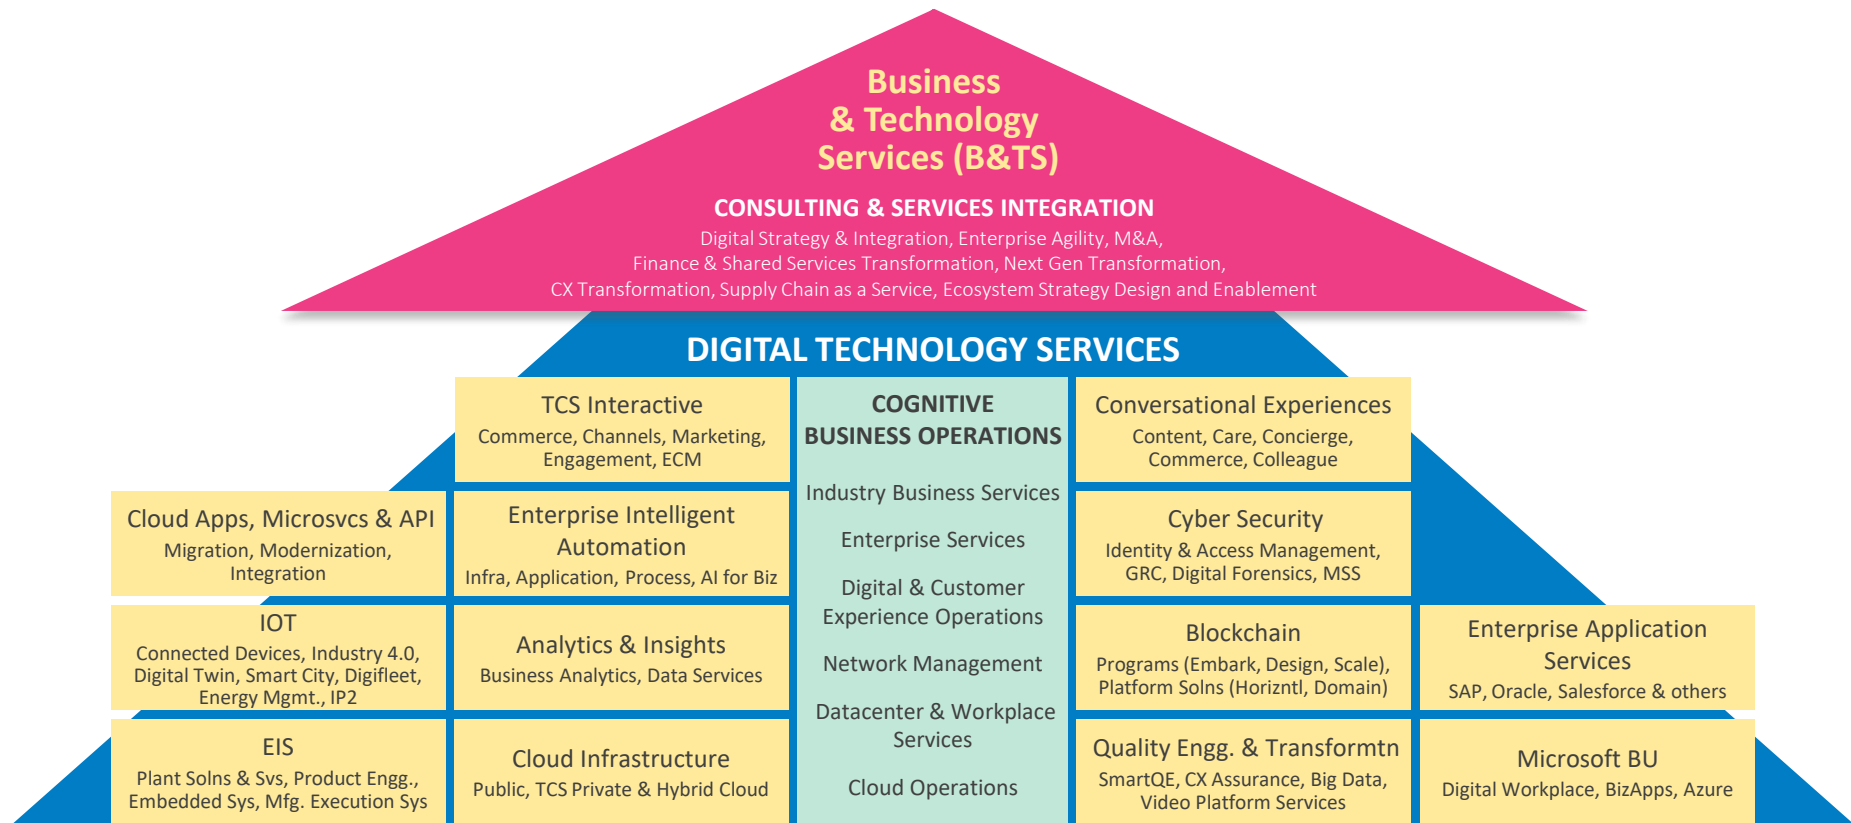 Business
& Technology
Services (B&TS)
CONSULTING & SERVICES INTEGRATION
Digital Strategy & Integration, Enterprise Agility, M&A,
Finance & Shared Services Transformation, Next Gen Transformation,
CX Transformation, Supply Chain as a Service, Ecosystem Strategy Design and Enablement
DIGITAL TECHNOLOGY SERVICES
TCS Interactive
Commerce, Channels, Marketing,
Engagement, ECM
Cloud Apps, Microsvcs & API
Migration, Modernization,
Integration
Enterprise Intelligent
Automation
Infra, Application, Process, AI for Biz
IOT
Connected Devices, Industry 4.0,
Digital Twin, Smart City, Digifleet,
Energy Mgmt., IP2
Analytics & Insights
Business Analytics, Data Services
EIS
Plant Solns & Svs, Product Engg.,
Embedded Sys, Mfg. Execution Sys
Cloud Infrastructure
Public, TCS Private & Hybrid Cloud
COGNITIVE
BUSINESS OPERATIONS
Industry Business Services
Enterprise Services
Digital & Customer
Experience Operations
Network Management
Datacenter & Workplace
Services
Cloud Operations
Conversational Experiences
Content, Care, Concierge,
Commerce, Colleague
Cyber Security
Identity & Access Management,
GRC, Digital Forensics, MSS
Blockchain
Programs (Embark, Design, Scale),
Platform Solns (Horizntl, Domain)
Enterprise Application
Services
SAP, Oracle, Salesforce & others
Quality Engg. & Transformtn
SmartQE, CX Assurance, Big Data,
Video Platform Services
Microsoft BU
Digital Workplace, BizApps, Azure